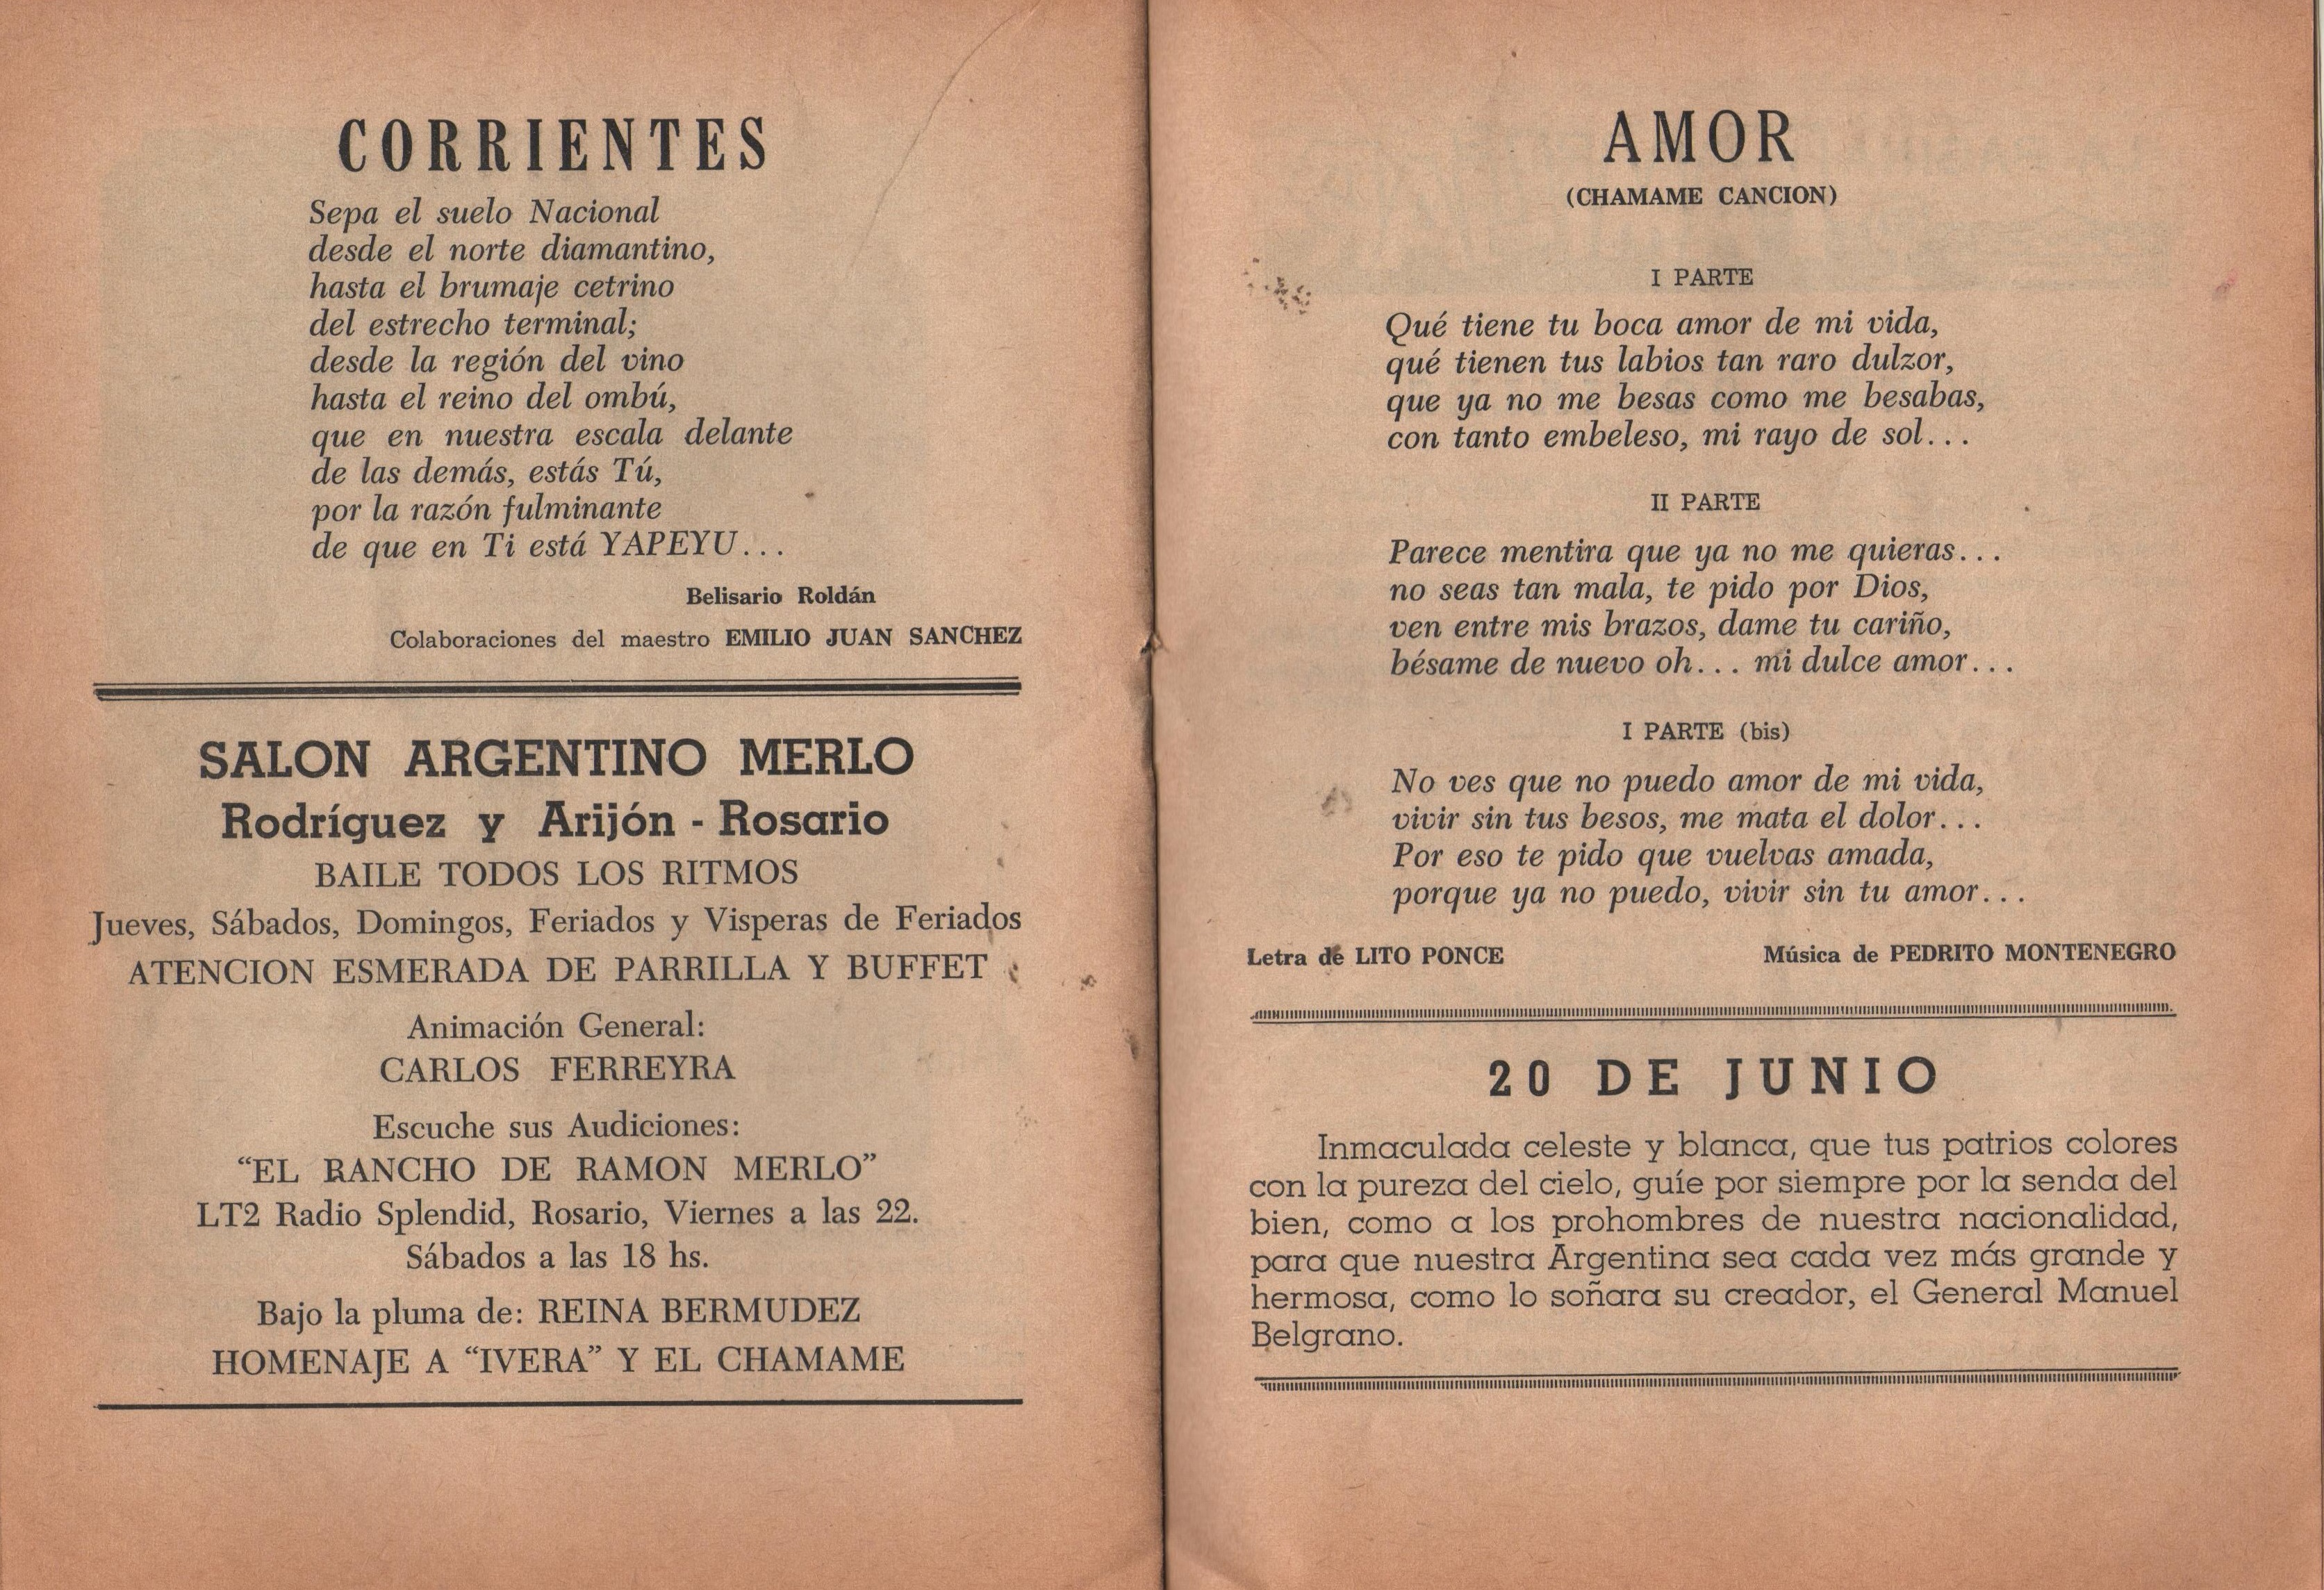 CORRIENTES
Sepa el suelo Nacional
desde el norte diamantino,
hasta el brumaje cetrino
del estrecho terminal;
desde la región del vino
hasta el reino del ombú,
que en nuestra escala delante
de las demás, estás Tú,
por la razón fulminante
de que en Ti está YAPEYU...
Belisario Roldán
Colaboraciones del maestro EMILIO JUAN SANCHEZ
SALON ARGENTINO MERLO
Rodríguez y Arijón - Rosario
BAILE TODOS LOS RITMOS
Jueves, Sábados, Domingos, Feriados y Visperas de Feriados
ATENCION ESMERADA DE PARRILLA Y BUFFET
Animación General:
CARLOS FERREYRA
Escuche sus Audiciones:
“EL RANCHO DE RAMON MERLO”
LT2 Radio Splendid, Rosario, Viernes a las 22.
Sábados a las 18 hs.
Bajo la pluma de: REINA BERMUDEZ
HOMENAJE A “IVERA” Y EL CHAMAME
AMOR
(CHAMAME CANCION)
I PARTE
Qué tiene tu boca amor de mi vida,
qué tienen tus labios tan raro dulzor,
que ya no me besas como me besabas,
con tanto embeleso, mi rayo de sol...
II PARTE
Parece mentira que ya no me quieras...
no seas tan mala, te pido por Dios,
ven entre mis brazos, dame tu cariño,
bésame de nuevo oh... mi dulce amor...
I PARTE (bis)
No ves que no puedo amor de mi vida,
vivir sin tus besos, me mata el dolor...
Por eso te pido que vuelvas amada,
porque ya no puedo, vivir sin tu amor...
Letra de LITO PONCE Música de PEDRITO MONTENEGRO
20 DE JUNIO
Inmaculada celeste y blanca, que tus patrios colores
con la pureza del cielo, guíe por siempre por la senda del
bien, como a los prohombres de nuestra nacionalidad,
para que nuestra Argentina sea cada vez más grande y
hermosa, como lo soñara su creador, el General Manuel
Belgrano.